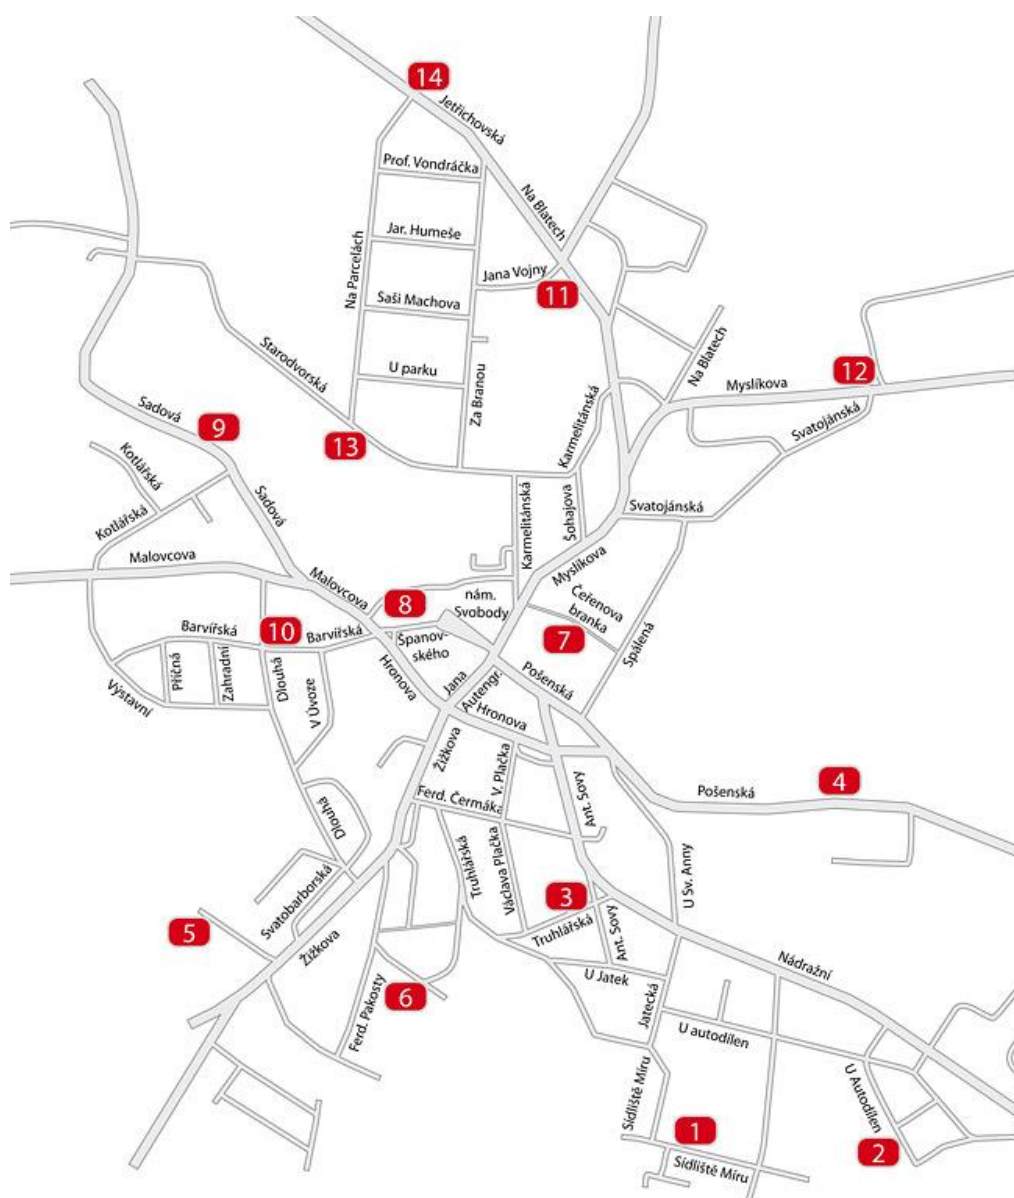 14
Jetřichovská
Prof. Vondráčka
Na Blatech
Jar. Humeše
Na Parcelách
Jana Vojny
11
Saši Machova
Na Blatech
Starodvorská
U parku
Za Branou
12
Myslíkova
Svatojánská
Sadová
9
13
Karmelitánská
Kotlářská
Kotlářská
Sadová
Karmelitánská
Šohajova
Svatojánská
Malovcova
Malovcova
Myslíkova
8
nám.
Svobody
Čeřenova
branka
Barvířská
10
Barvířská
Španov-
ského
7
Spálená
Příčná
Zahradní
Dlouhá
V Úvoze
Výstavní
Hronova
Jana
Autengr.
Pošenská
Hronova
Žižkova
V. Plačka
4
Pošenská
Ferd. Čermáka
Ant. Sovy
Dlouhá
Truhlářská
Václava Plačka
U Sv. Anny
Svatobarborská
3
5
Truhlářská
Ant. Sovy
Žižkova
Nádražní
U Jatek
6
Ferd. Pakosty
Jatecká
U autodílen
Sídliště Míru
U Autodílen
1
2
Sídliště Míru